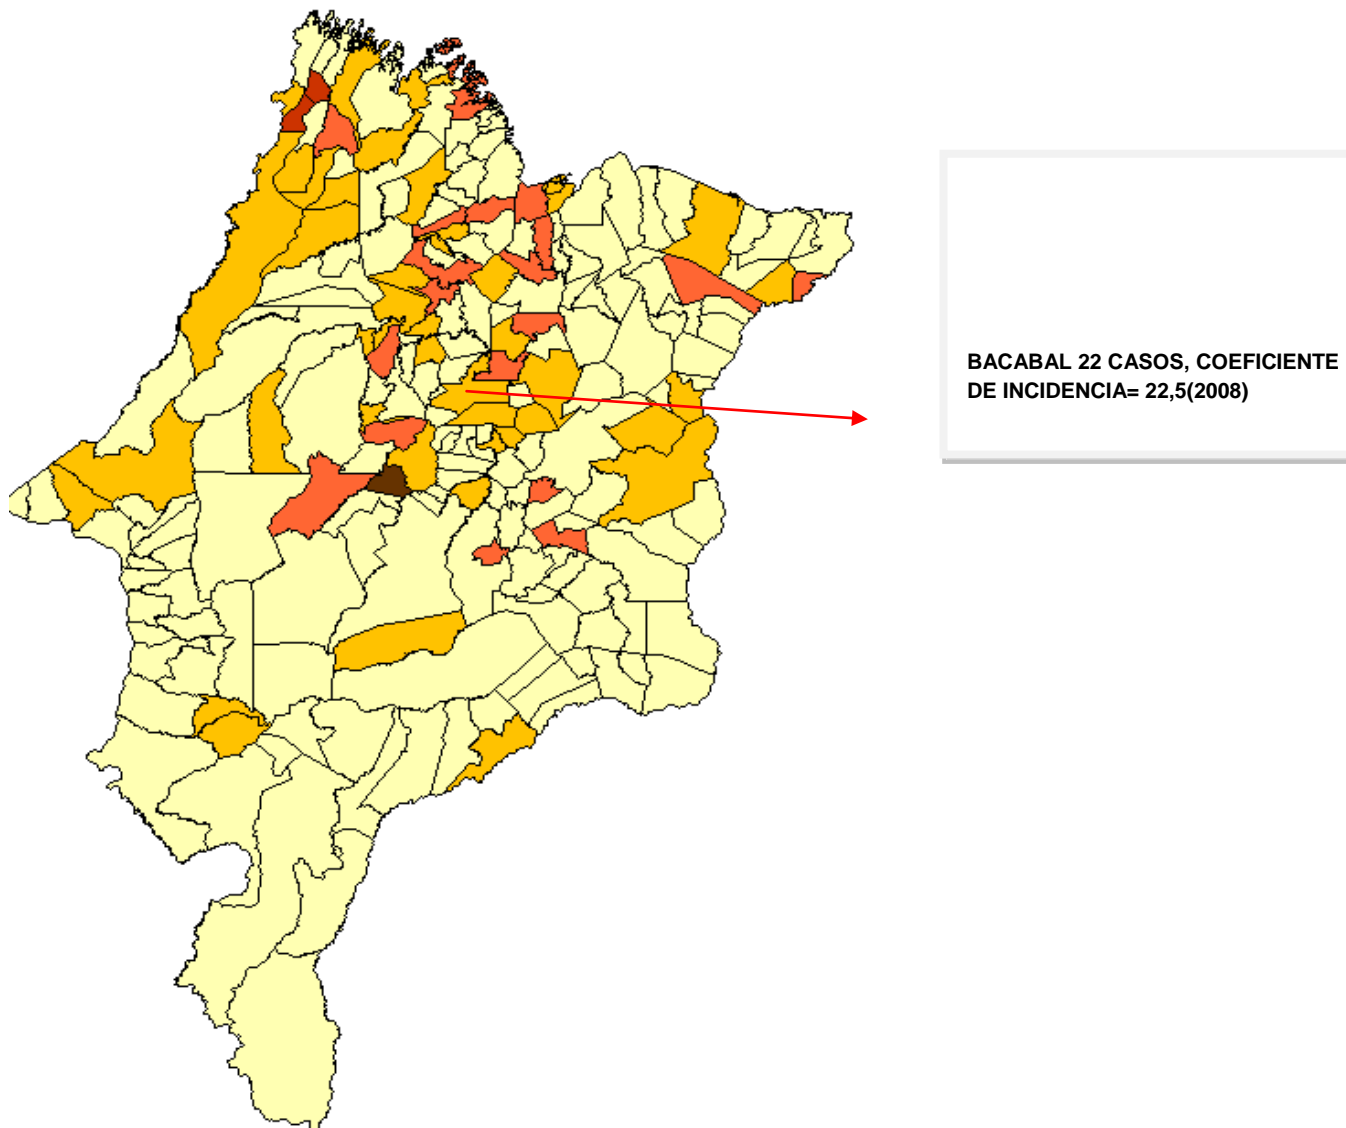 BACABAL 22 CASOS, COEFICIENTE
DE INCIDENCIA= 22,5(2008)